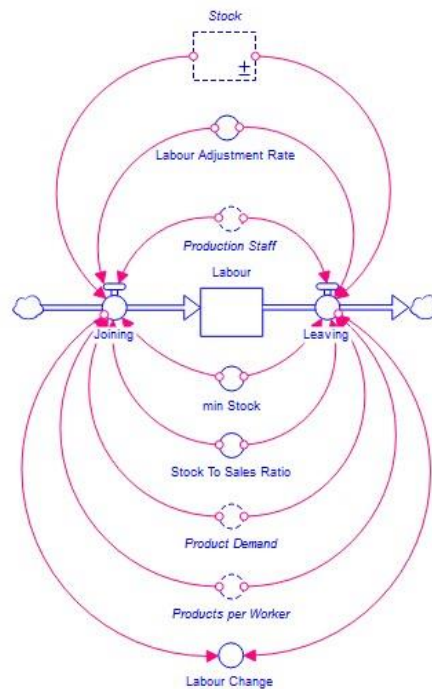 Stock
±
Labour Adjustment Rate
Production Staff
Labour
Joining
Leaving
min Stock
Stock To Sales Ratio
Product Demand
Products per Worker
Labour Change